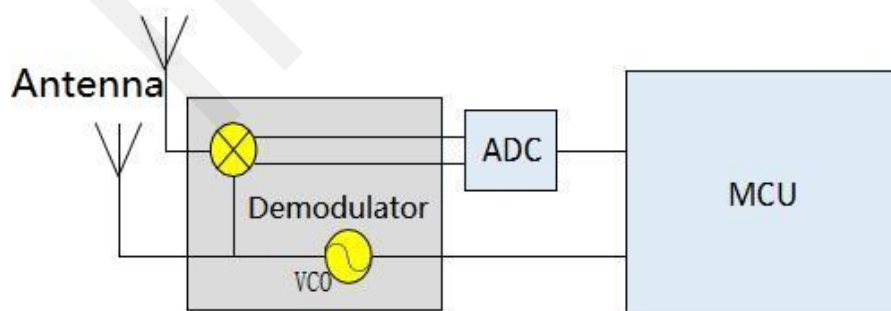 Antenna
ADC
MCU
Demodulator
VCO